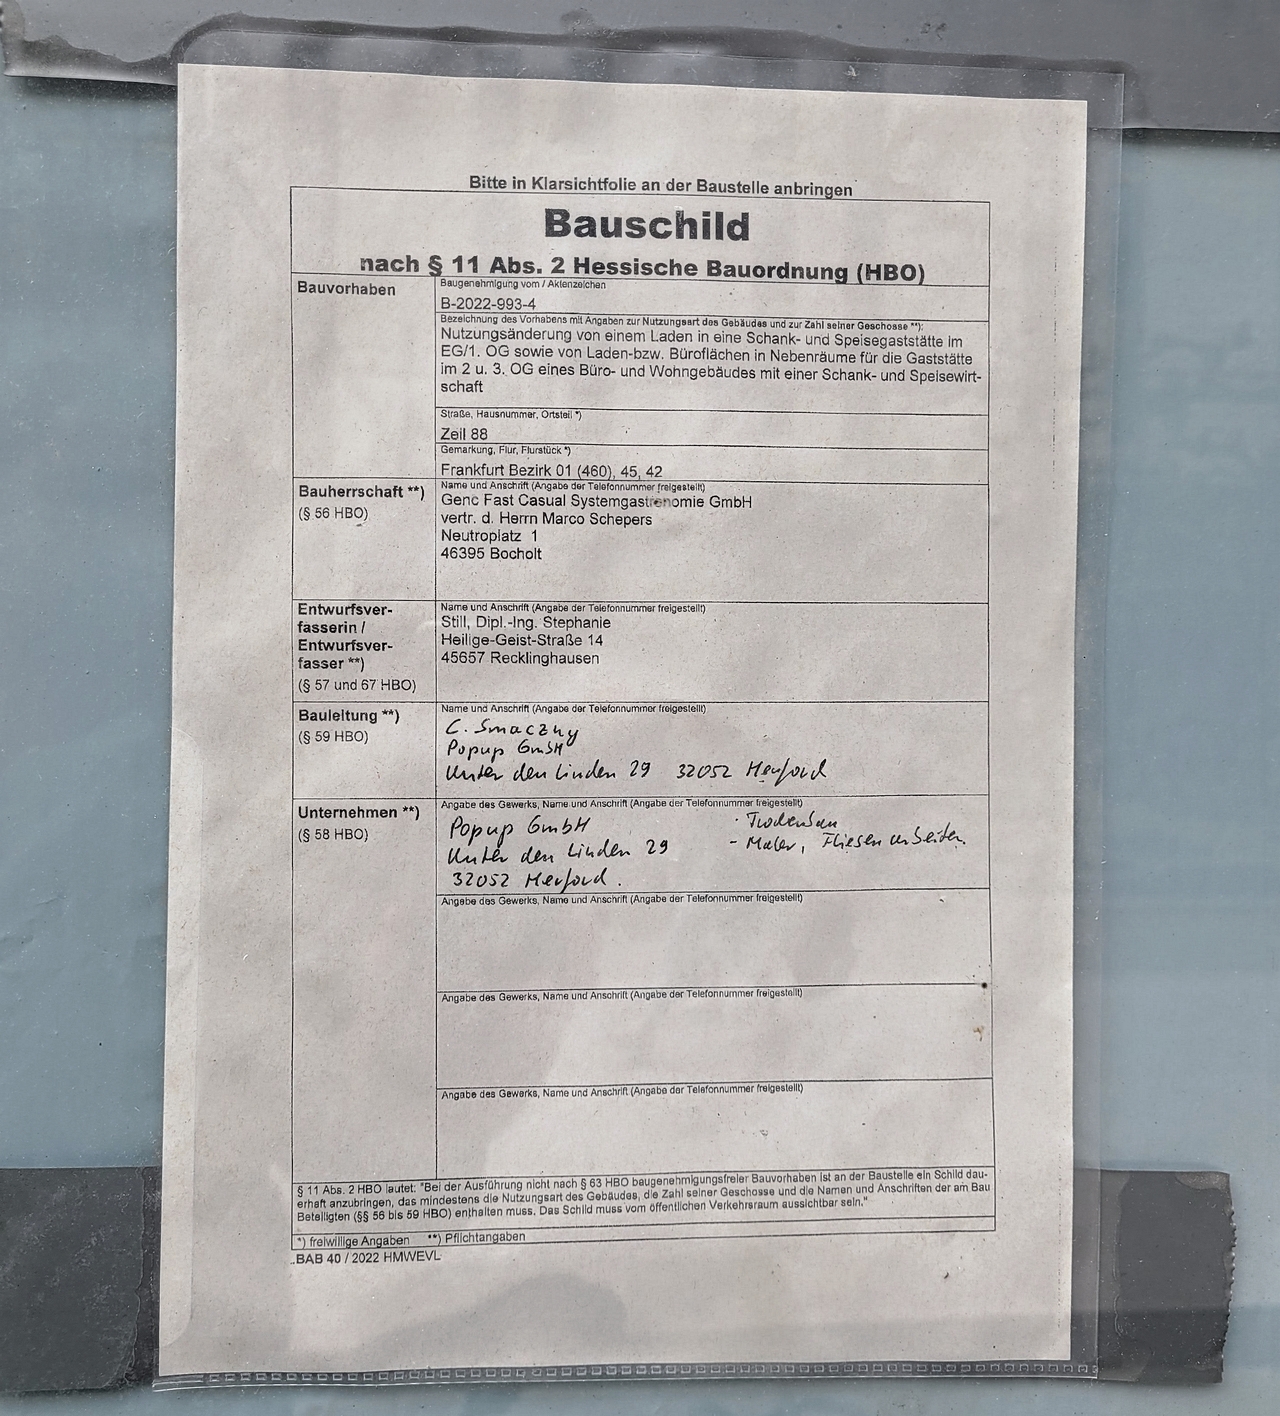 Bitte in Klarsichtfolie an der Baustelle anbringen
Bauschild
nach § 11 Abs. 2 Hessische Bauordnung (HBO)
Bauvorhaben
Baugenehmigung vom / Aktenzeichen
B-2022-993-4
Bezeichnung des Vorhabens mit Angaben zur Nutzungsart des Gebäudes und zur Zahl seiner Geschosse **):
Nutzungsänderung von einem Laden in eine Schank- und Speisegaststätte im
EG/1. OG sowie von Laden-bzw. Büroflächen in Nebenräume für die Gaststätte
im 2 u. 3. OG eines Büro- und Wohngebäudes mit einer Schank- und Speisewirt-
schaft
Straße, Hausnummer, Ortsteil *)
Zeil 88
Gemarkung, Flur, Flurstück *)
Frankfurt Bezirk 01 (460), 45, 42
Bauherrschaft **)
(§ 56 HBO)
Name und Anschrift (Angabe der Telefonnummer freigestellt)
Genc Fast Casual Systemgastronomie GmbH
vertr. d. Herrn Marco Schepers
Neutroplatz 1
46395 Bocholt
Entwurfsver-
fasserin /
Entwurfsver-
fasser **)
(§ 57 und 67 HBO)
Name und Anschrift (Angabe der Telefonnummer freigestellt)
Still, Dipl.-Ing. Stephanie
Heilige-Geist-Straße 14
45657 Recklinghausen
Bauleitung **)
(§ 59 HBO)
Name und Anschrift (Angabe der Telefonnummer freigestellt)
C. Smaczny
Popup GmbH
Unter den Linden 29 32052 Herford
Unternehmen **)
(§ 58 HBO)
Angabe des Gewerks, Name und Anschrift (Angabe der Telefonnummer freigestellt)
Popup GmbH
Unter den Linden 29
32052 Herford.
- Trockenbau
- Maler, Fliesenarbeiten.
Angabe des Gewerks, Name und Anschrift (Angabe der Telefonnummer freigestellt)
Angabe des Gewerks, Name und Anschrift (Angabe der Telefonnummer freigestellt)
Angabe des Gewerks, Name und Anschrift (Angabe der Telefonnummer freigestellt)
§ 11 Abs. 2 HBO lautet: "Bei der Ausführung nicht nach § 63 HBO baugenehmigungsfreier Bauvorhaben ist an der Baustelle ein Schild dau-
erhaft anzubringen, das mindestens die Nutzungsart des Gebäudes, die Zahl seiner Geschosse und die Namen und Anschriften der am Bau
Beteiligten (§§ 56 bis 59 HBO) enthalten muss. Das Schild muss vom öffentlichen Verkehrsraum aussichtbar sein."
*) freiwillige Angaben **) Pflichtangaben
BAB 40 / 2022 HMWEVL